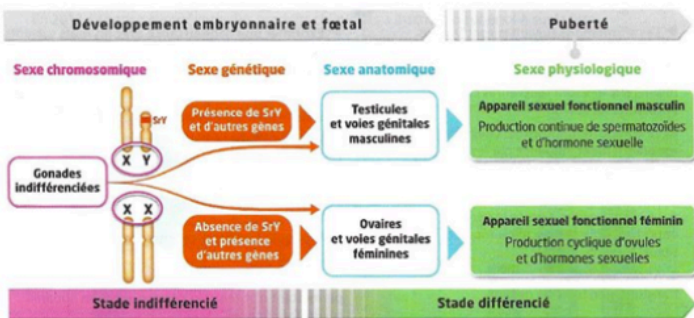 Développement embryonnaire et fœtal
Puberté
Sexe chromosomique
Sexe génétique
Sexe anatomique
Sexe physiologique
SrY
X Y
Présence de SrY
et d'autres gènes
Testicules
et voies génitales
masculines
Appareil sexuel fonctionnel masculin
Production continue de spermatozoïdes
et d'hormone sexuelle
Gonades
indifférenciées
X X
Absence de SrY
et présence
d'autres gènes
Ovaires
et voies génitales
féminines
Appareil sexuel fonctionnel féminin
Production cyclique d'ovules
et d'hormones sexuelles
Stade indifférencié
Stade différencié